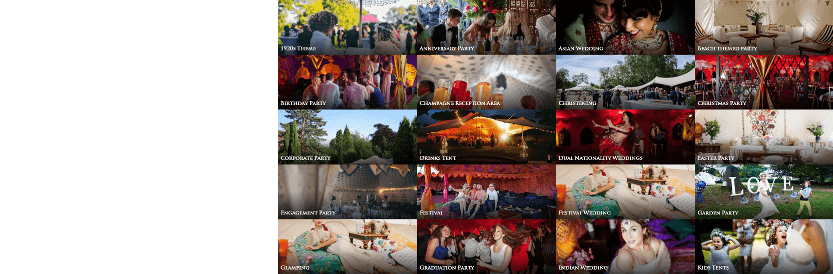 1920s Theme
Anniversary Party
Asian Wedding
Beach Themed Party
Birthday Party
Champagne Reception Area
Christening
Christmas Party
Corporate Party
Drinks Tent
Dual Nationality Weddings
Easter Party
Engagement Party
Festival
Festival Wedding
LOVE
Garden Party
Glamping
Graduation Party
Indian Wedding
Kids Tents